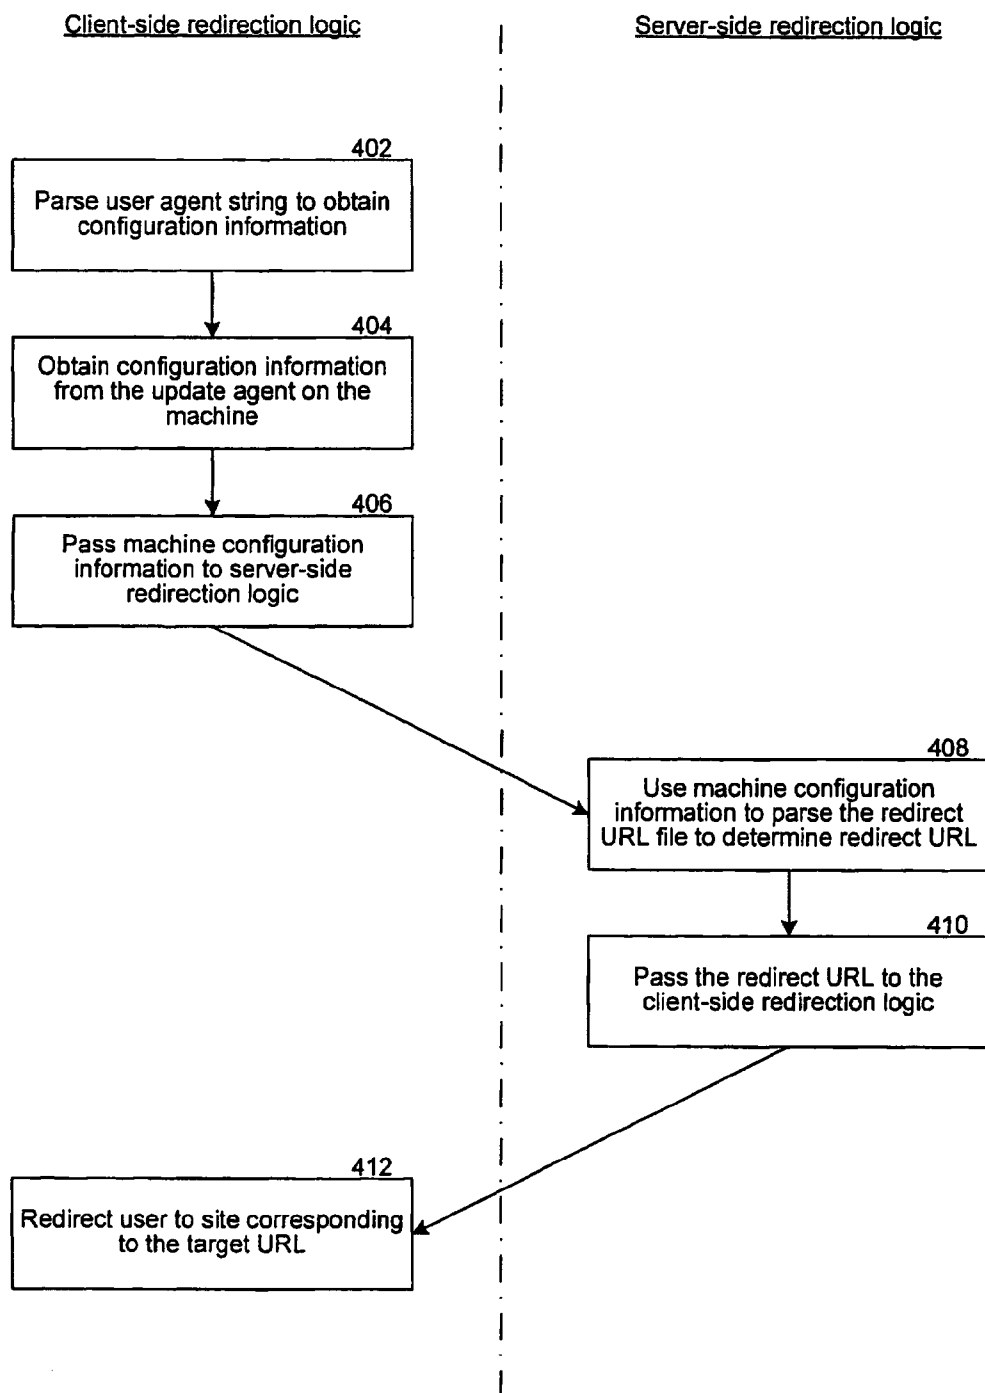 Client-side redirection logic
Server-side redirection logic
402
Parse user agent string to obtain
configuration information
404
Obtain configuration information
from the update agent on the
machine
406
Pass machine configuration
information to server-side
redirection logic
408
Use machine configuration
information to parse the redirect
URL file to determine redirect URL
410
Pass the redirect URL to the
client-side redirection logic
412
Redirect user to site corresponding
to the target URL